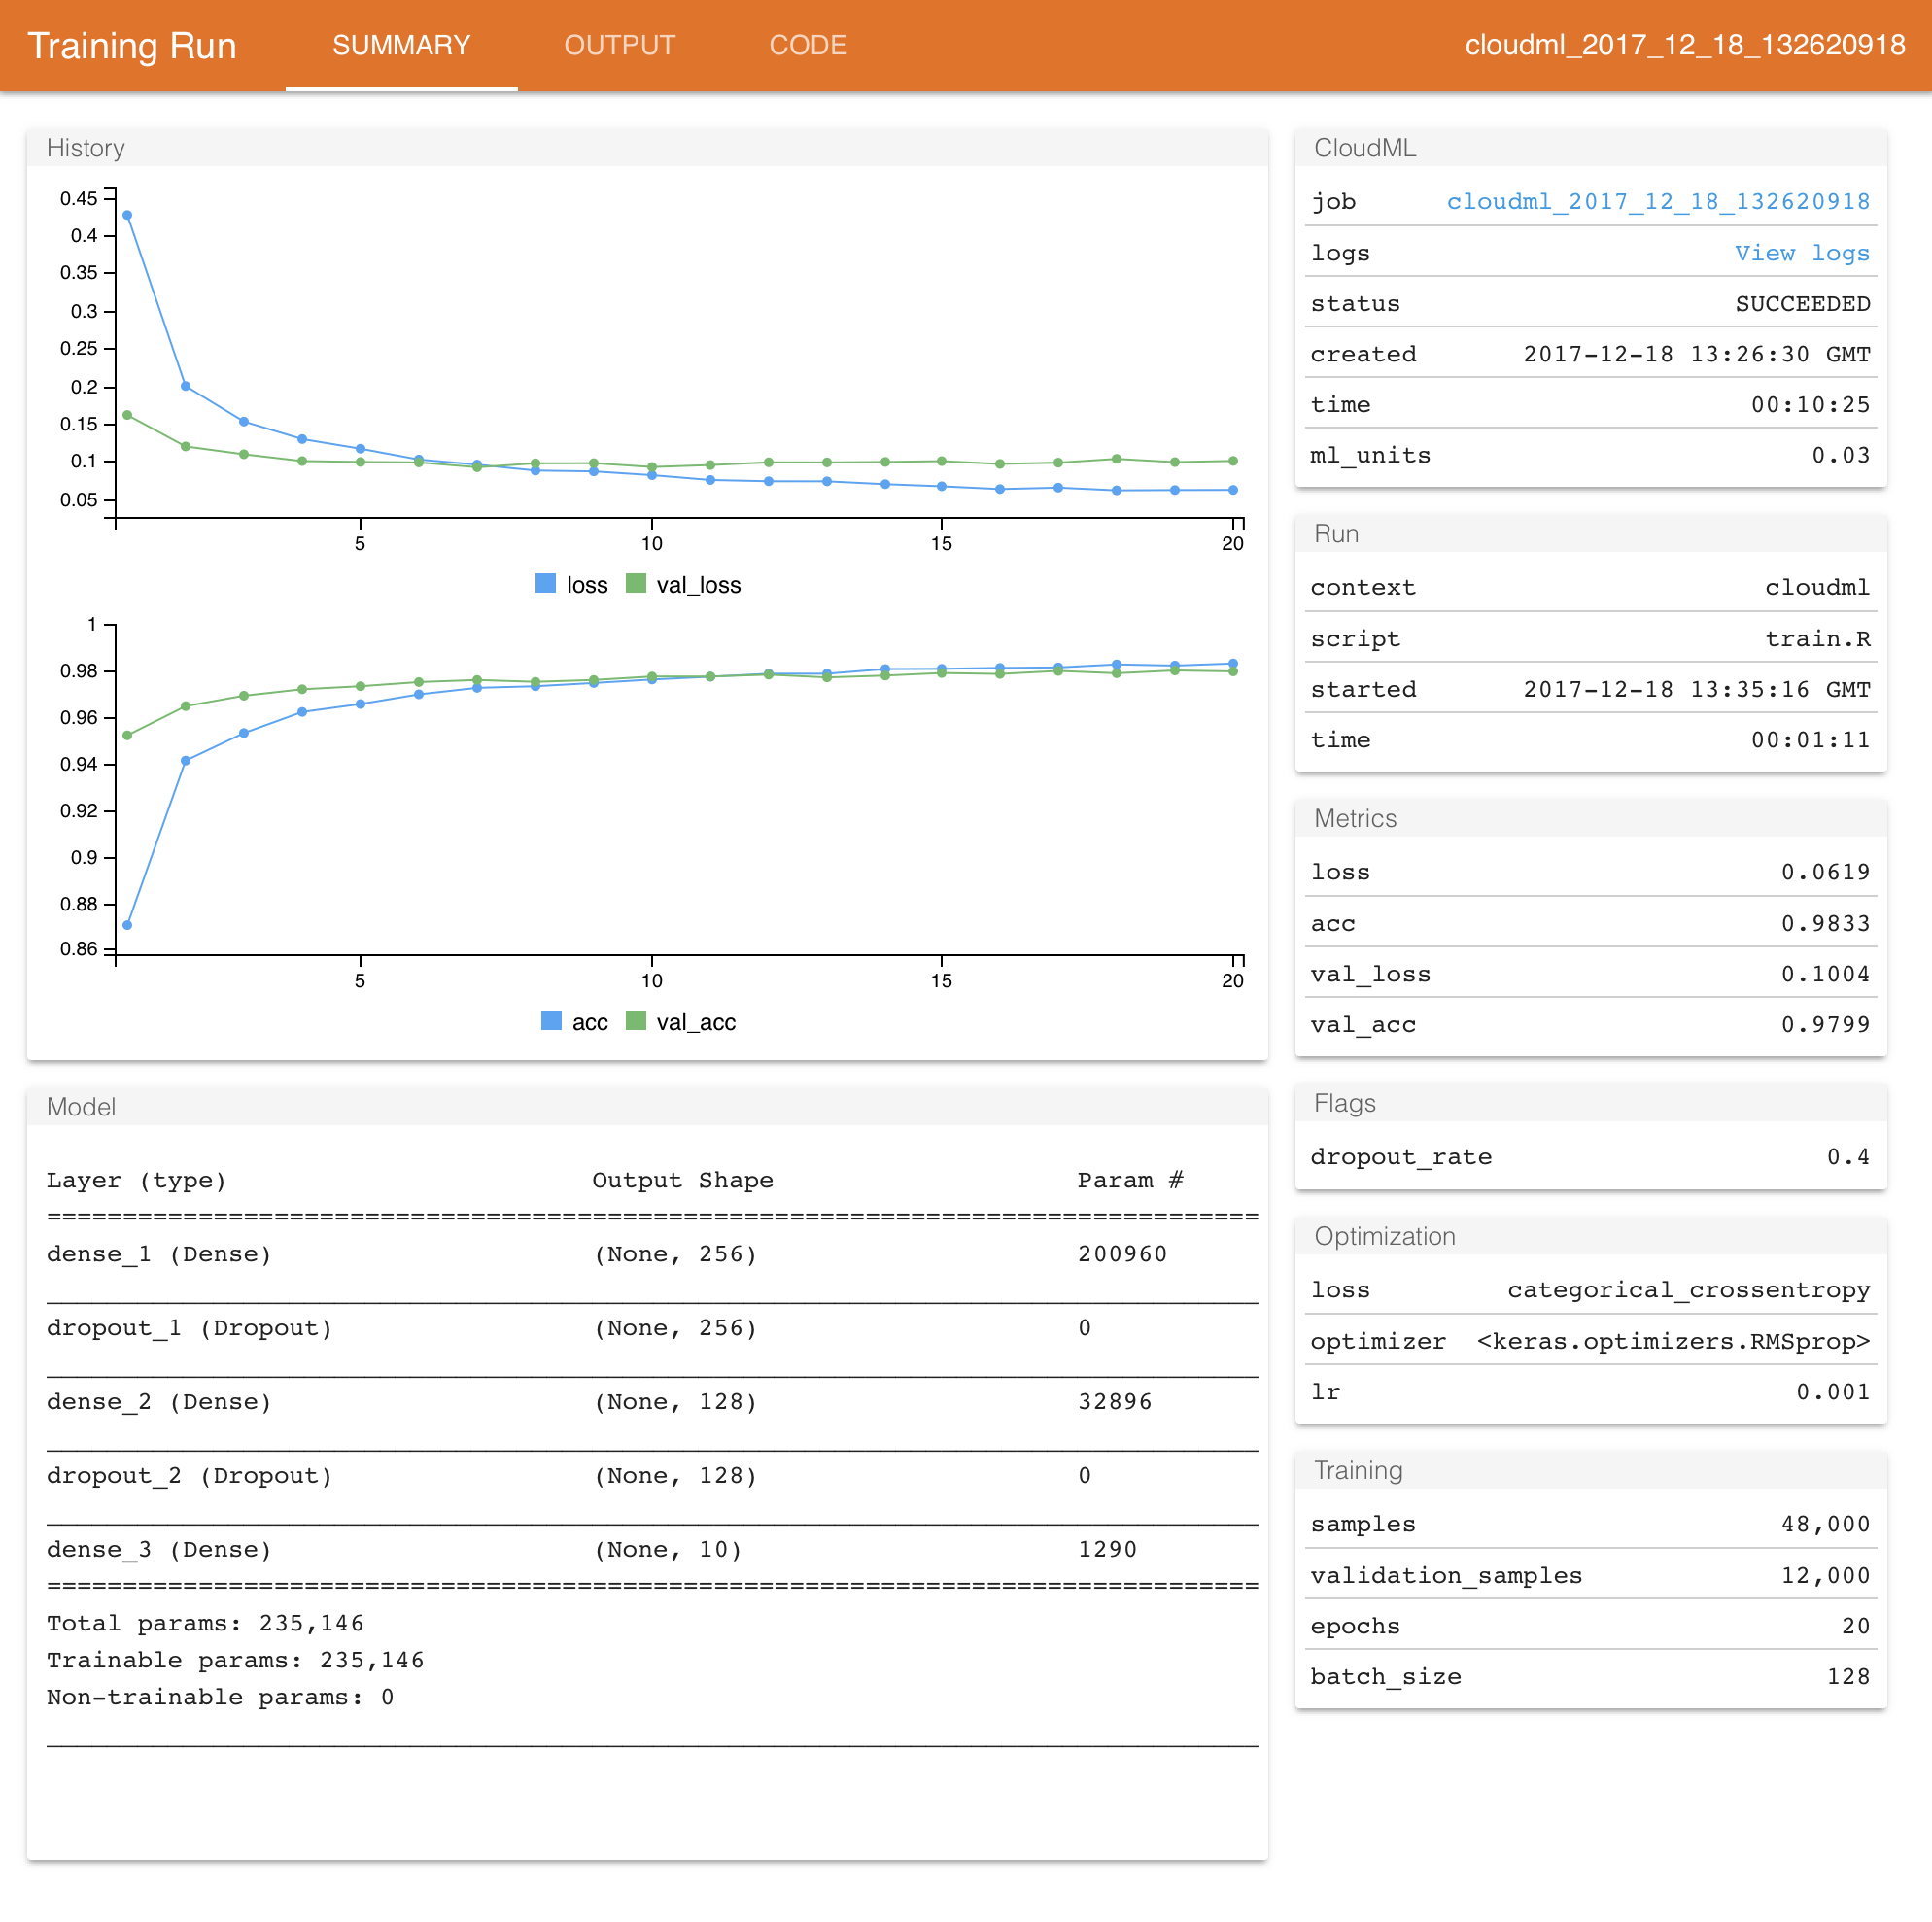 Training Run SUMMARY OUTPUT CODE cloudml_2017_12_18_132620918
History
0.45
0.4
0.35
0.3
0.25
0.2
0.15
0.1
0.05
5 10 15 20
loss val_loss
1
0.98
0.96
0.94
0.92
0.9
0.88
0.86
5 10 15 20
acc val_acc
Model
Layer (type) Output Shape Param #
================================================================================
dense_1 (Dense) (None, 256) 200960
________________________________________________________________________________
dropout_1 (Dropout) (None, 256) 0
________________________________________________________________________________
dense_2 (Dense) (None, 128) 32896
________________________________________________________________________________
dropout_2 (Dropout) (None, 128) 0
________________________________________________________________________________
dense_3 (Dense) (None, 10) 1290
================================================================================
Total params: 235,146
Trainable params: 235,146
Non-trainable params: 0
________________________________________________________________________________
CloudML
job cloudml_2017_12_18_132620918
logs View logs
status SUCCEEDED
created 2017-12-18 13:26:30 GMT
time 00:10:25
ml_units 0.03
Run
context cloudml
script train.R
started 2017-12-18 13:35:16 GMT
time 00:01:11
Metrics
loss 0.0619
acc 0.9833
val_loss 0.1004
val_acc 0.9799
Flags
dropout_rate 0.4
Optimization
loss categorical_crossentropy
optimizer <keras.optimizers.RMSprop>
lr 0.001
Training
samples 48,000
validation_samples 12,000
epochs 20
batch_size 128